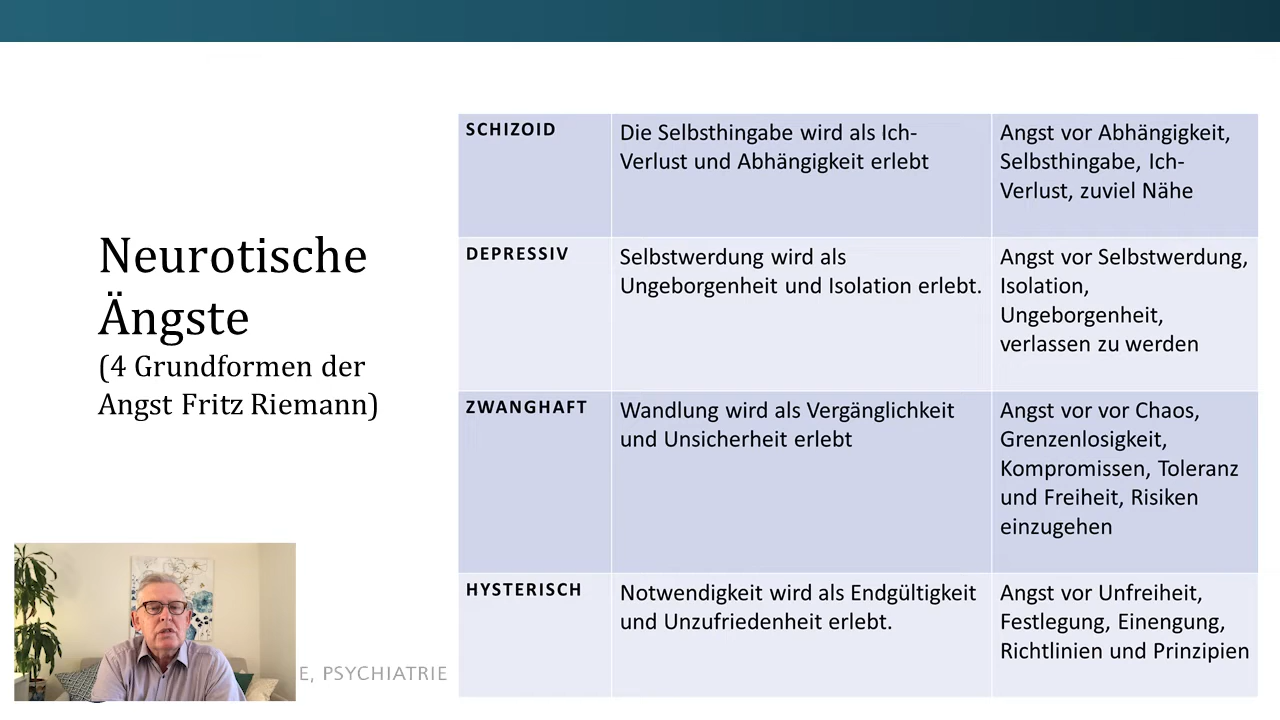 Neurotische
Ängste
(4 Grundformen der
Angst Fritz Riemann)
SCHIZOID
Die Selbsthingabe wird als Ich-
Verlust und Abhängigkeit erlebt
Angst vor Abhängigkeit,
Selbsthingabe, Ich-
Verlust, zuviel Nähe
DEPRESSIV
Selbstwerdung wird als
Ungeborgenheit und Isolation erlebt.
Angst vor Selbstwerdung,
Isolation,
Ungeborgenheit,
verlassen zu werden
ZWANGHAFT
Wandlung wird als Vergänglichkeit
und Unsicherheit erlebt
Angst vor vor Chaos,
Grenzenlosigkeit,
Kompromissen, Toleranz
und Freiheit, Risiken
einzugehen
HYSTERISCH
Notwendigkeit wird als Endgültigkeit
und Unzufriedenheit erlebt.
Angst vor Unfreiheit,
Festlegung, Einengung,
Richtlinien und Prinzipien
E, PSYCHIATRIE